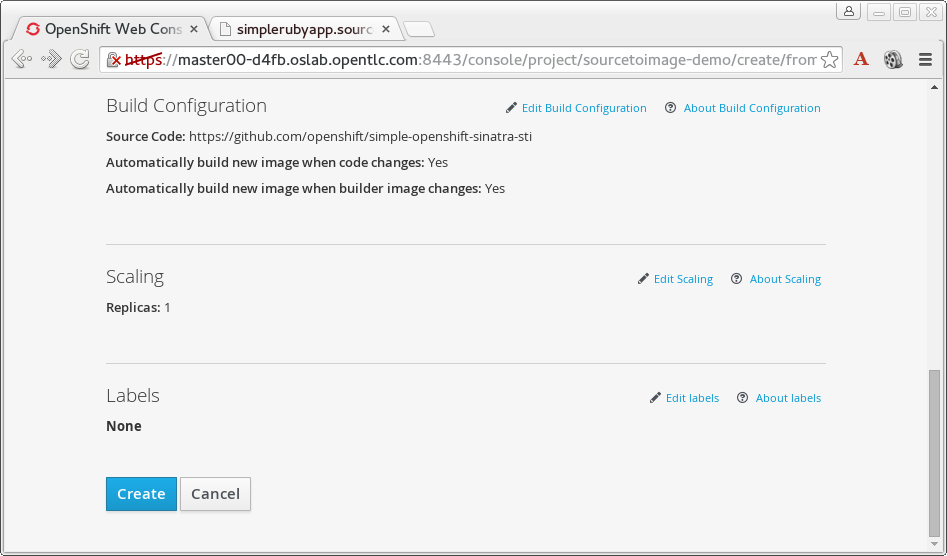 OpenShift Web Cons
simplerubyapp.sourc
https://master00-d4fb.oslab.opentlc.com:8443/console/project/sourcetoimage-demo/create/from
A
Build Configuration
Edit Build Configuration
About Build Configuration
Source Code: https://github.com/openshift/simple-openshift-sinatra-sti
Automatically build new image when code changes: Yes
Automatically build new image when builder image changes: Yes
Scaling
Edit Scaling
About Scaling
Replicas: 1
Labels
Edit labels
About labels
None
Create
Cancel